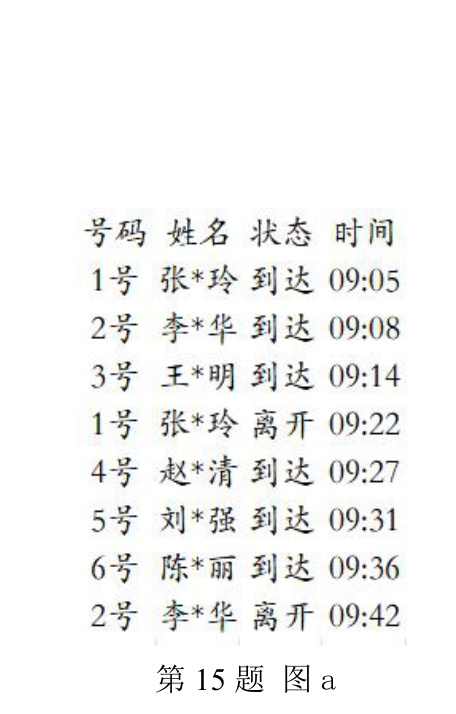 号码 姓名 状态 时间
1号 张*玲 到达 09:05
2号 李*华 到达 09:08
3号 王*明 到达 09:14
1号 张*玲 离开 09:22
4号 赵*清 到达 09:27
5号 刘*强 到达 09:31
6号 陈*丽 到达 09:36
2号 李*华 离开 09:42
第 15 题 图 a